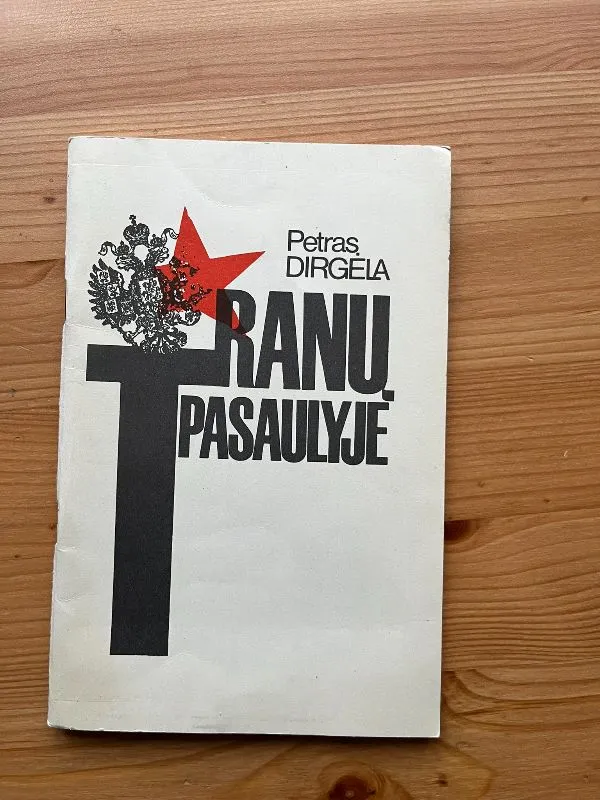 Petras
DIRGĖLA
TRANŲ
PASAULYJE